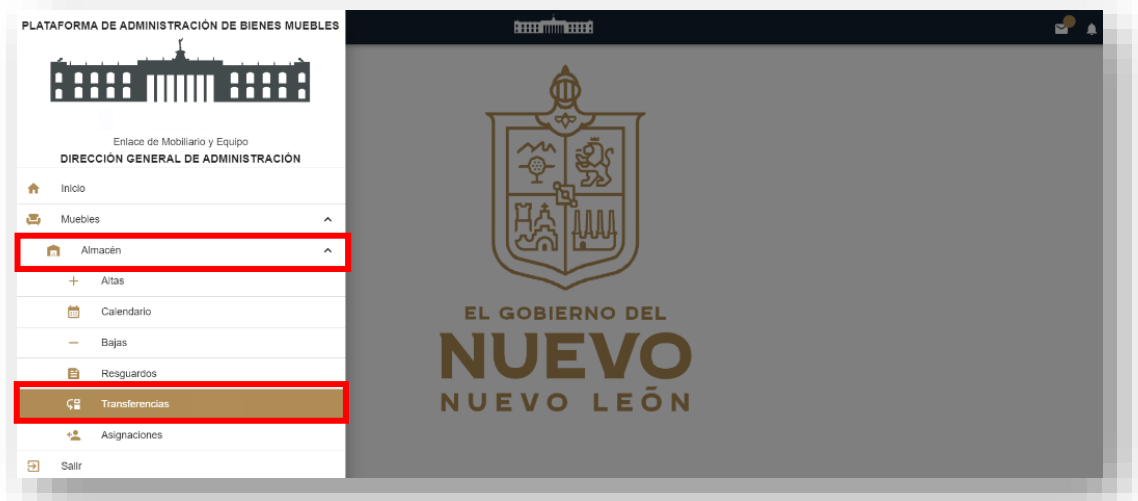 PLATAFORMA DE ADMINISTRACIÓN DE BIENES MUEBLES
Enlace de Mobiliario y Equipo
DIRECCIÓN GENERAL DE ADMINISTRACIÓN
Inicio
Muebles
Almacén
Altas
Calendario
Bajas
Resguardos
Transferencias
Asignaciones
Salir
EL GOBIERNO DEL
NUEVO
NUEVO LEÓN